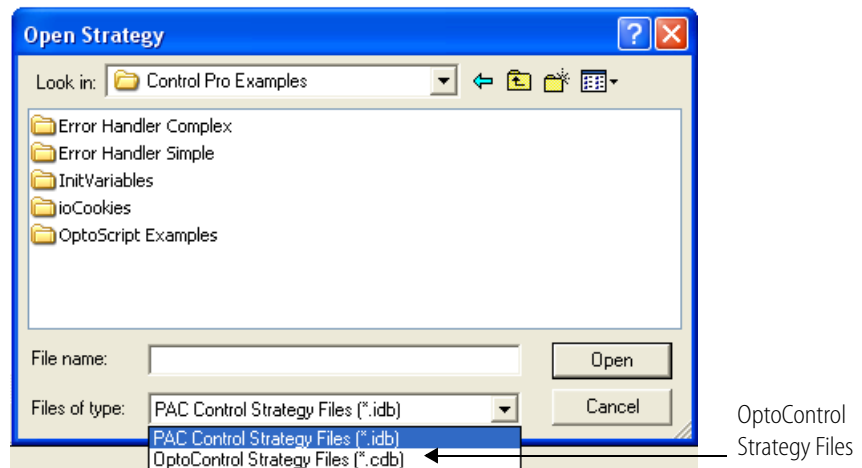 Open Strategy
Look in: Control Pro Examples
Error Handler Complex
Error Handler Simple
InitVariables
ioCookies
OptoScript Examples
File name:
Open
Files of type: PAC Control Strategy Files (*.idb)
Cancel
PAC Control Strategy Files (*.idb)
OptoControl Strategy Files (*.cdb)
OptoControl
Strategy Files